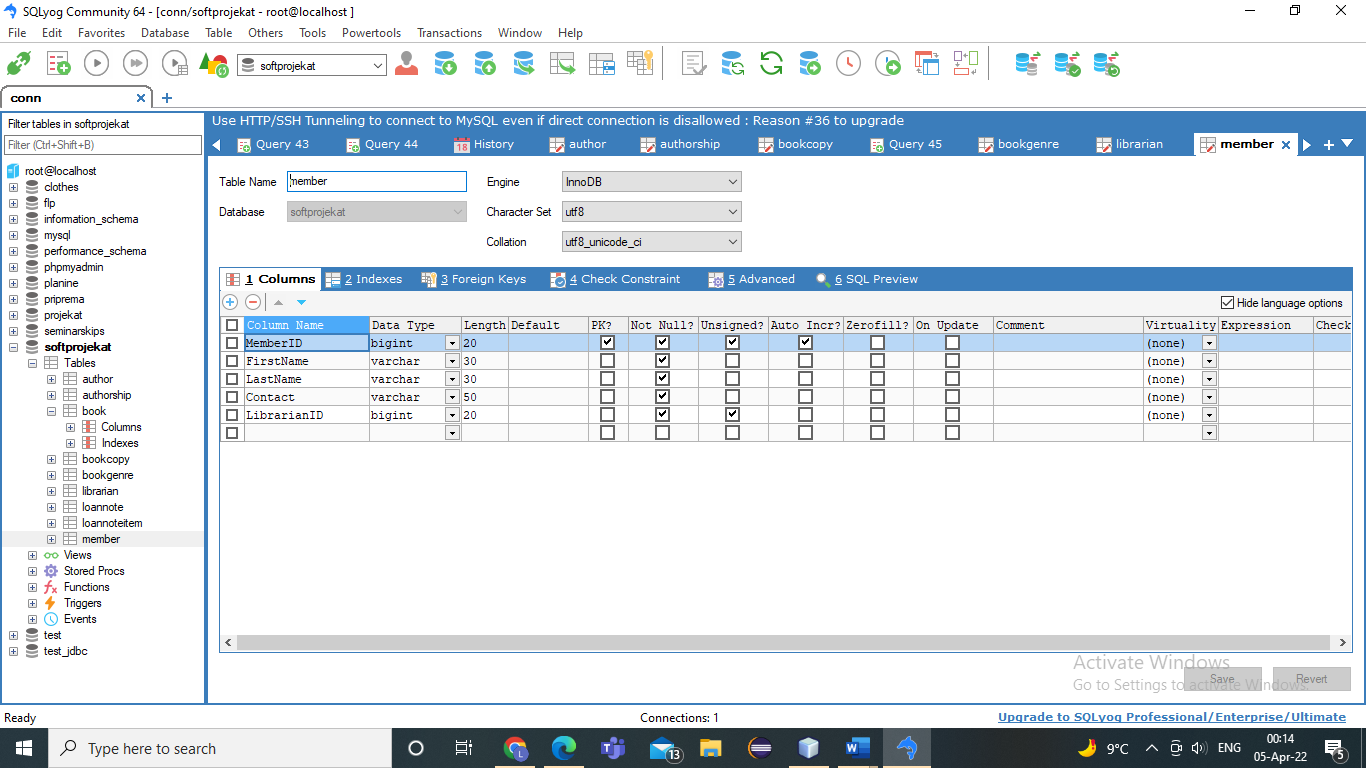 SQLyog Community 64 - [conn/softprojekat - root@localhost ]
File Edit Favorites Database Table Others Tools Powertools Transactions Window Help
softprojekat
conn
Filter tables in softprojekat
Filter (Ctrl+Shift+B)
root@localhost
clothes
flp
information_schema
mysql
performance_schema
phpmyadmin
planine
priprema
projekat
seminarskips
softprojekat
Tables
author
authorship
book
Columns
Indexes
bookcopy
bookgenre
librarian
loannote
loannoteitem
member
Views
Stored Procs
Functions
Triggers
Events
test
test_jdbc
Use HTTP/SSH Tunneling to connect to MySQL even if direct connection is disallowed : Reason #36 to upgrade
Query 43 Query 44 18 History author authorship bookcopy Query 45 bookgenre librarian member
Table Name member Engine InnoDB
Database softprojekat Character Set utf8
Collation utf8_unicode_ci
1 Columns 2 Indexes 3 Foreign Keys 4 Check Constraint 5 Advanced 6 SQL Preview
Hide language options
Column Name Data Type Length Default PK? Not Null? Unsigned? Auto Incr? Zerofill? On Update Comment Virtuality Expression Check
MemberID bigint 20 (none)
FirstName varchar 30 (none)
LastName varchar 30 (none)
Contact varchar 50 (none)
LibrarianID bigint 20 (none)
Activate Windows
Go to Settings to activate Windows.
Save Revert
Ready Connections: 1 Upgrade to SQLyog Professional/Enterprise/Ultimate
Type here to search L 13 9°C ENG 00:14 5
05-Apr-22